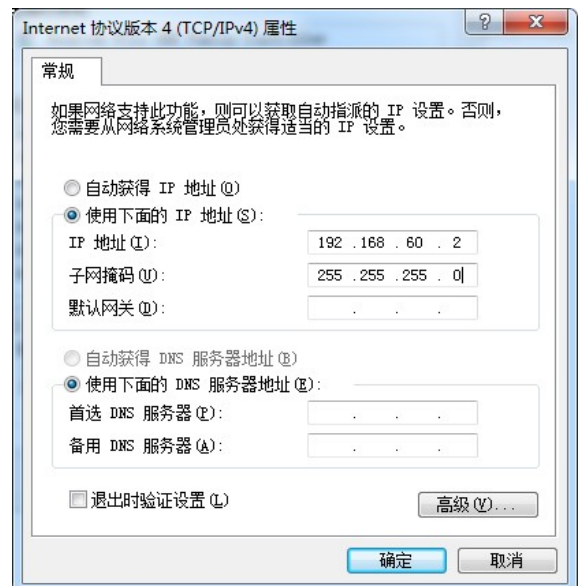 Internet 协议版本 4 (TCP/IPv4) 属性
常规
如果网络支持此功能，则可以获取自动指派的 IP 设置。否则，
您需要从网络系统管理员处获得适当的 IP 设置。
自动获得 IP 地址(O)
使用下面的 IP 地址(S):
IP 地址(I): 192 .168 . 60 . 2
子网掩码(U): 255 .255 .255 . 0
默认网关(D): . . .
自动获得 DNS 服务器地址(B)
使用下面的 DNS 服务器地址(E):
首选 DNS 服务器(P): . . .
备用 DNS 服务器(A): . . .
退出时验证设置(L)
高级(V)...
确定 取消